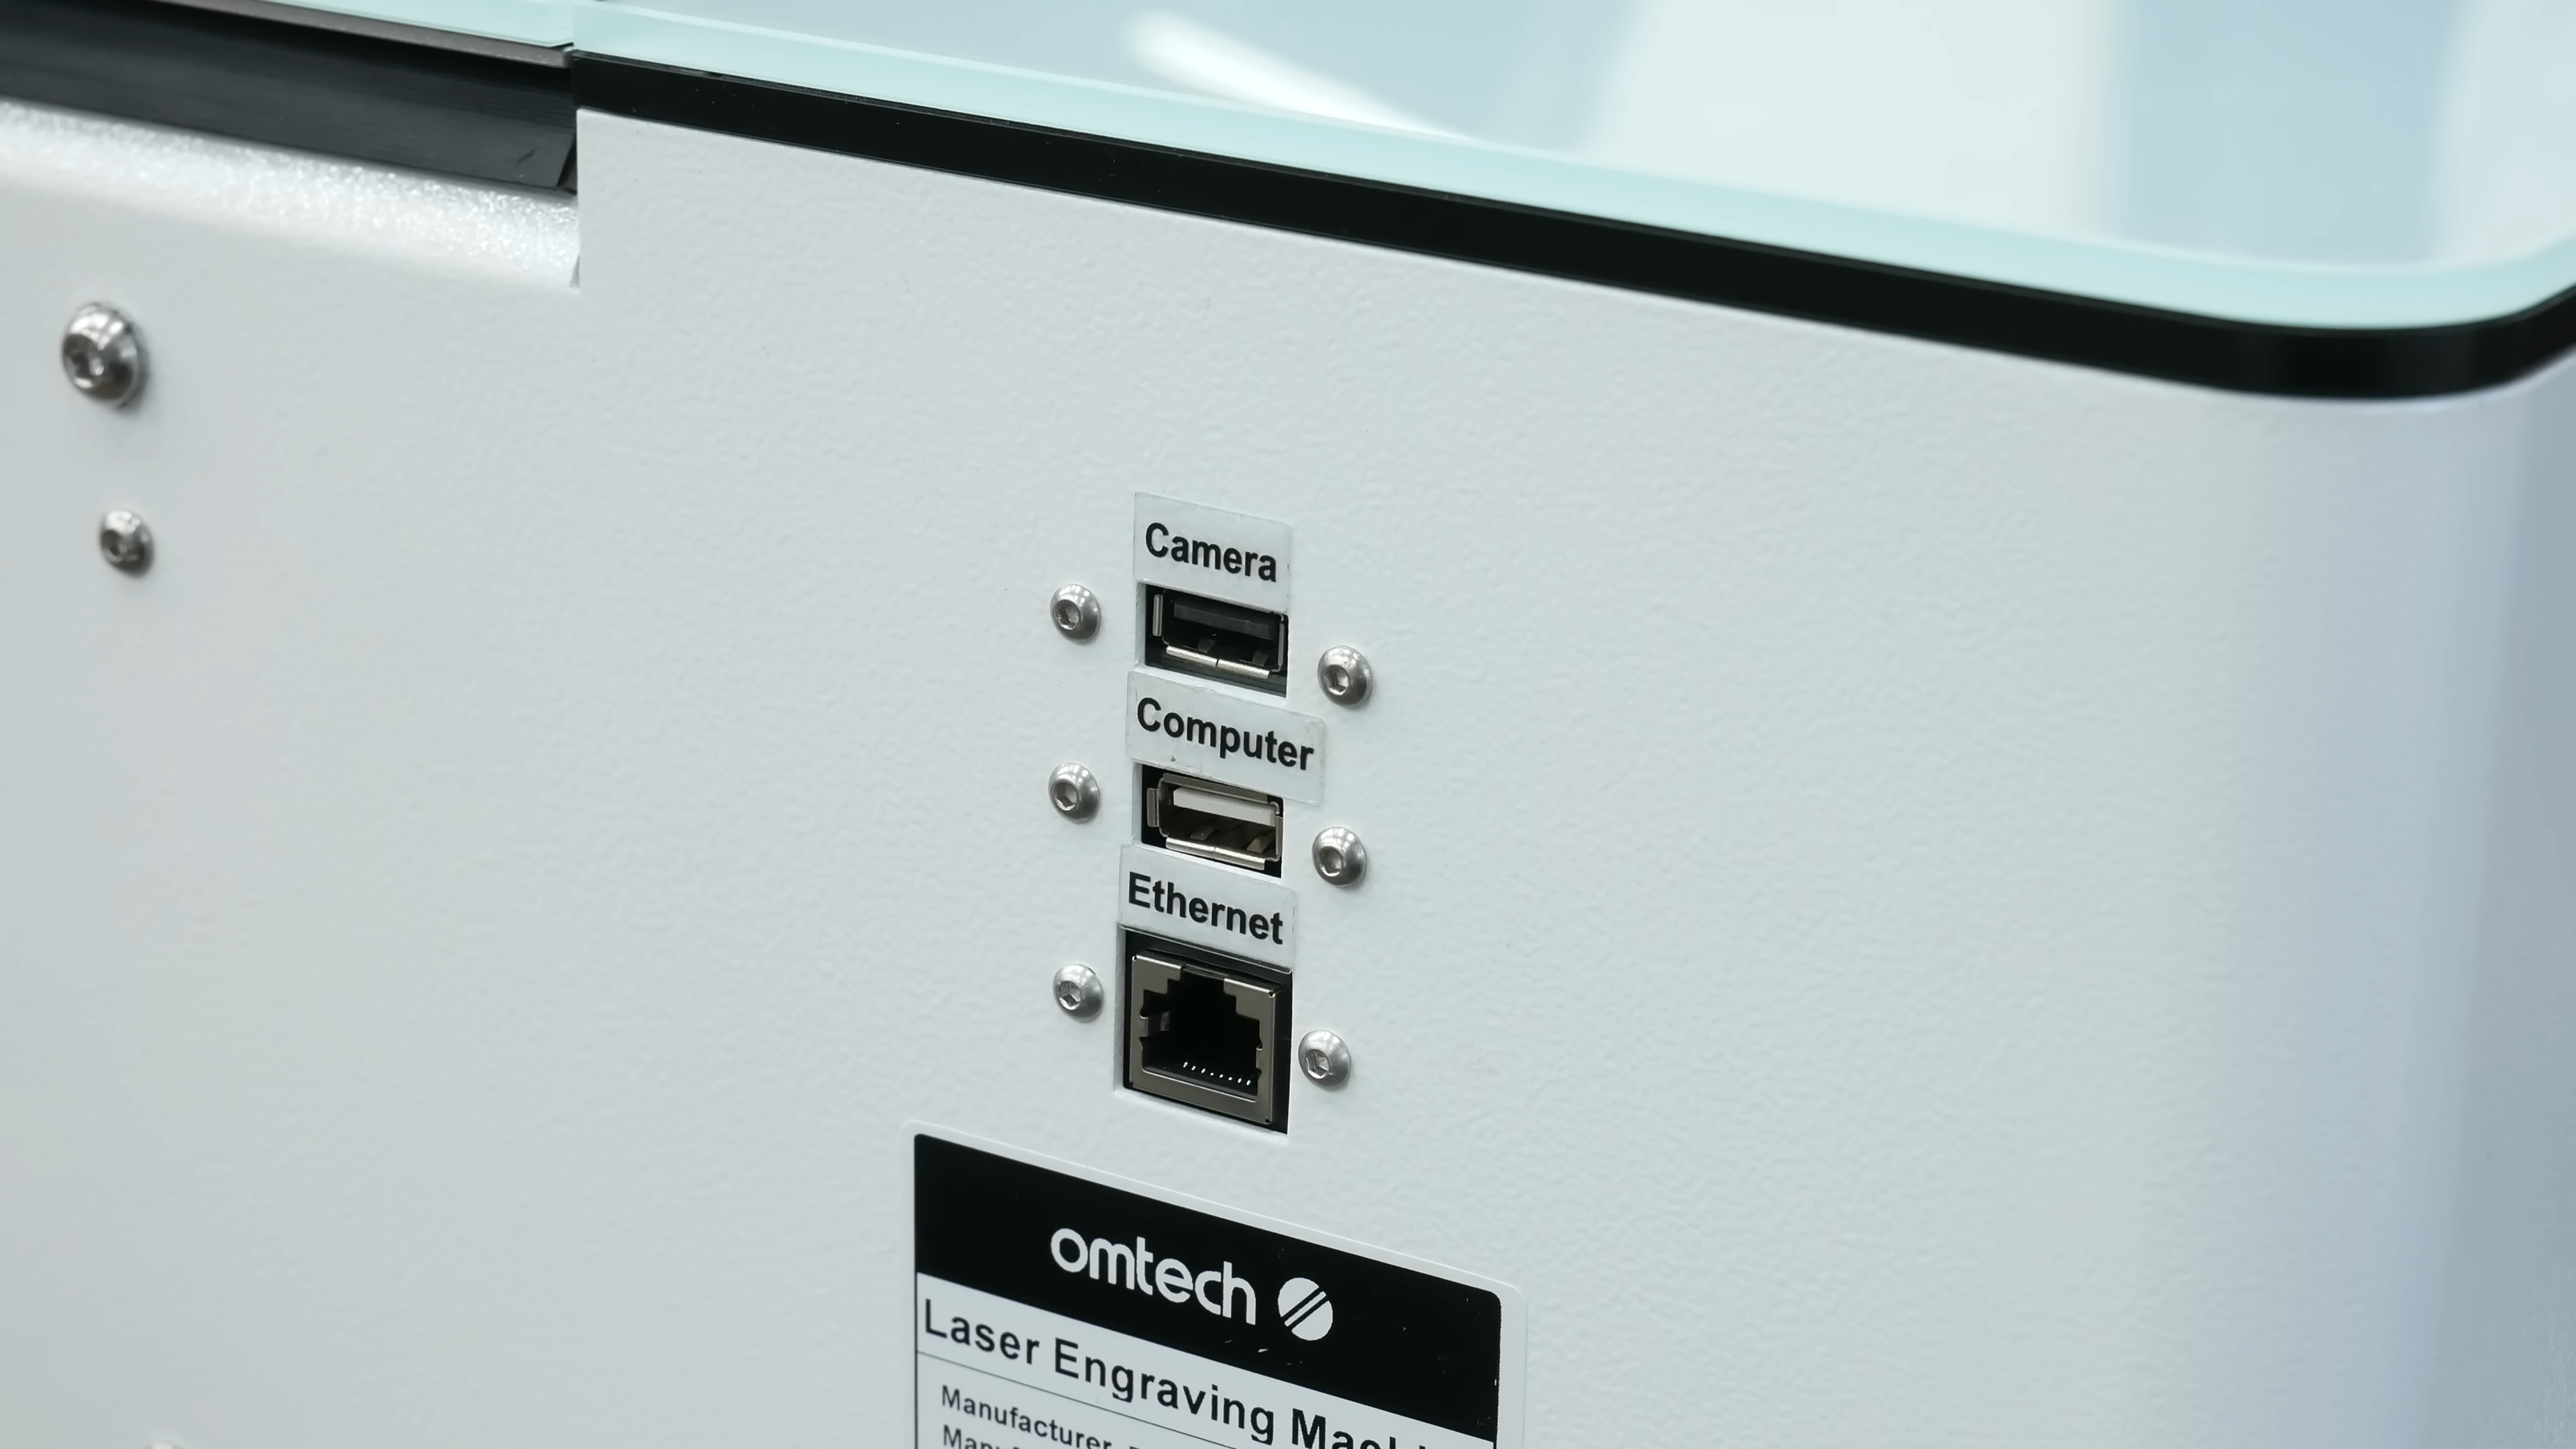 Camera
Computer
Ethernet
omtech
Laser Engraving
Manufacturer